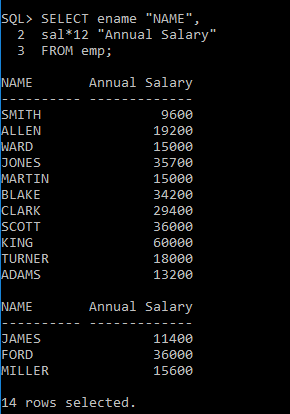 SQL> SELECT ename "NAME",
  2  sal*12 "Annual Salary"
  3  FROM emp;
NAME       Annual Salary
---------- -------------
SMITH               9600
ALLEN              19200
WARD               15000
JONES              35700
MARTIN             15000
BLAKE              34200
CLARK              29400
SCOTT              36000
KING               60000
TURNER             18000
ADAMS              13200
NAME       Annual Salary
---------- -------------
JAMES              11400
FORD               36000
MILLER             15600
14 rows selected.